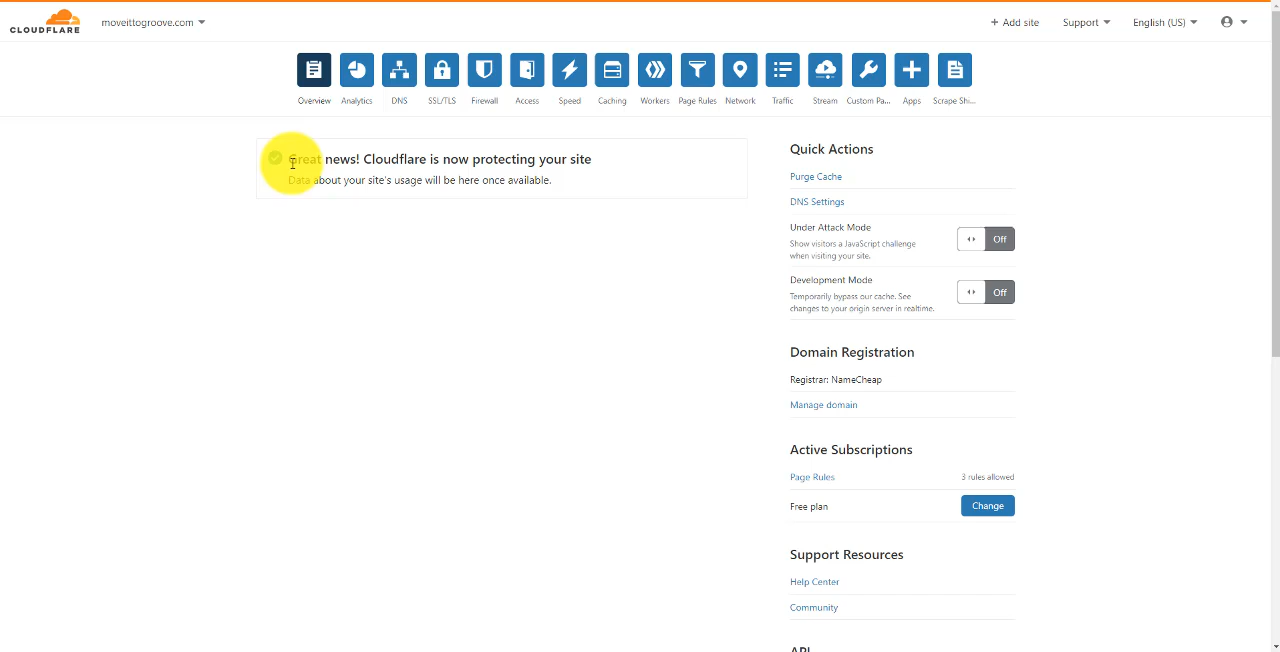 CLOUDFLARE
moveittogroove.com
+ Add site
Support
English (US)
Overview
Analytics
DNS
SSL/TLS
Firewall
Access
Speed
Caching
Workers
Page Rules
Network
Traffic
Stream
Custom Pa...
Apps
Scrape Shi...
Great news! Cloudflare is now protecting your site
Data about your site's usage will be here once available.
Quick Actions
Purge Cache
DNS Settings
Under Attack Mode
Show visitors a JavaScript challenge
when visiting your site.
Off
Development Mode
Temporarily bypass our cache. See
changes to your origin server in realtime.
Off
Domain Registration
Registrar: NameCheap
Manage domain
Active Subscriptions
Page Rules
3 rules allowed
Free plan
Change
Support Resources
Help Center
Community
API